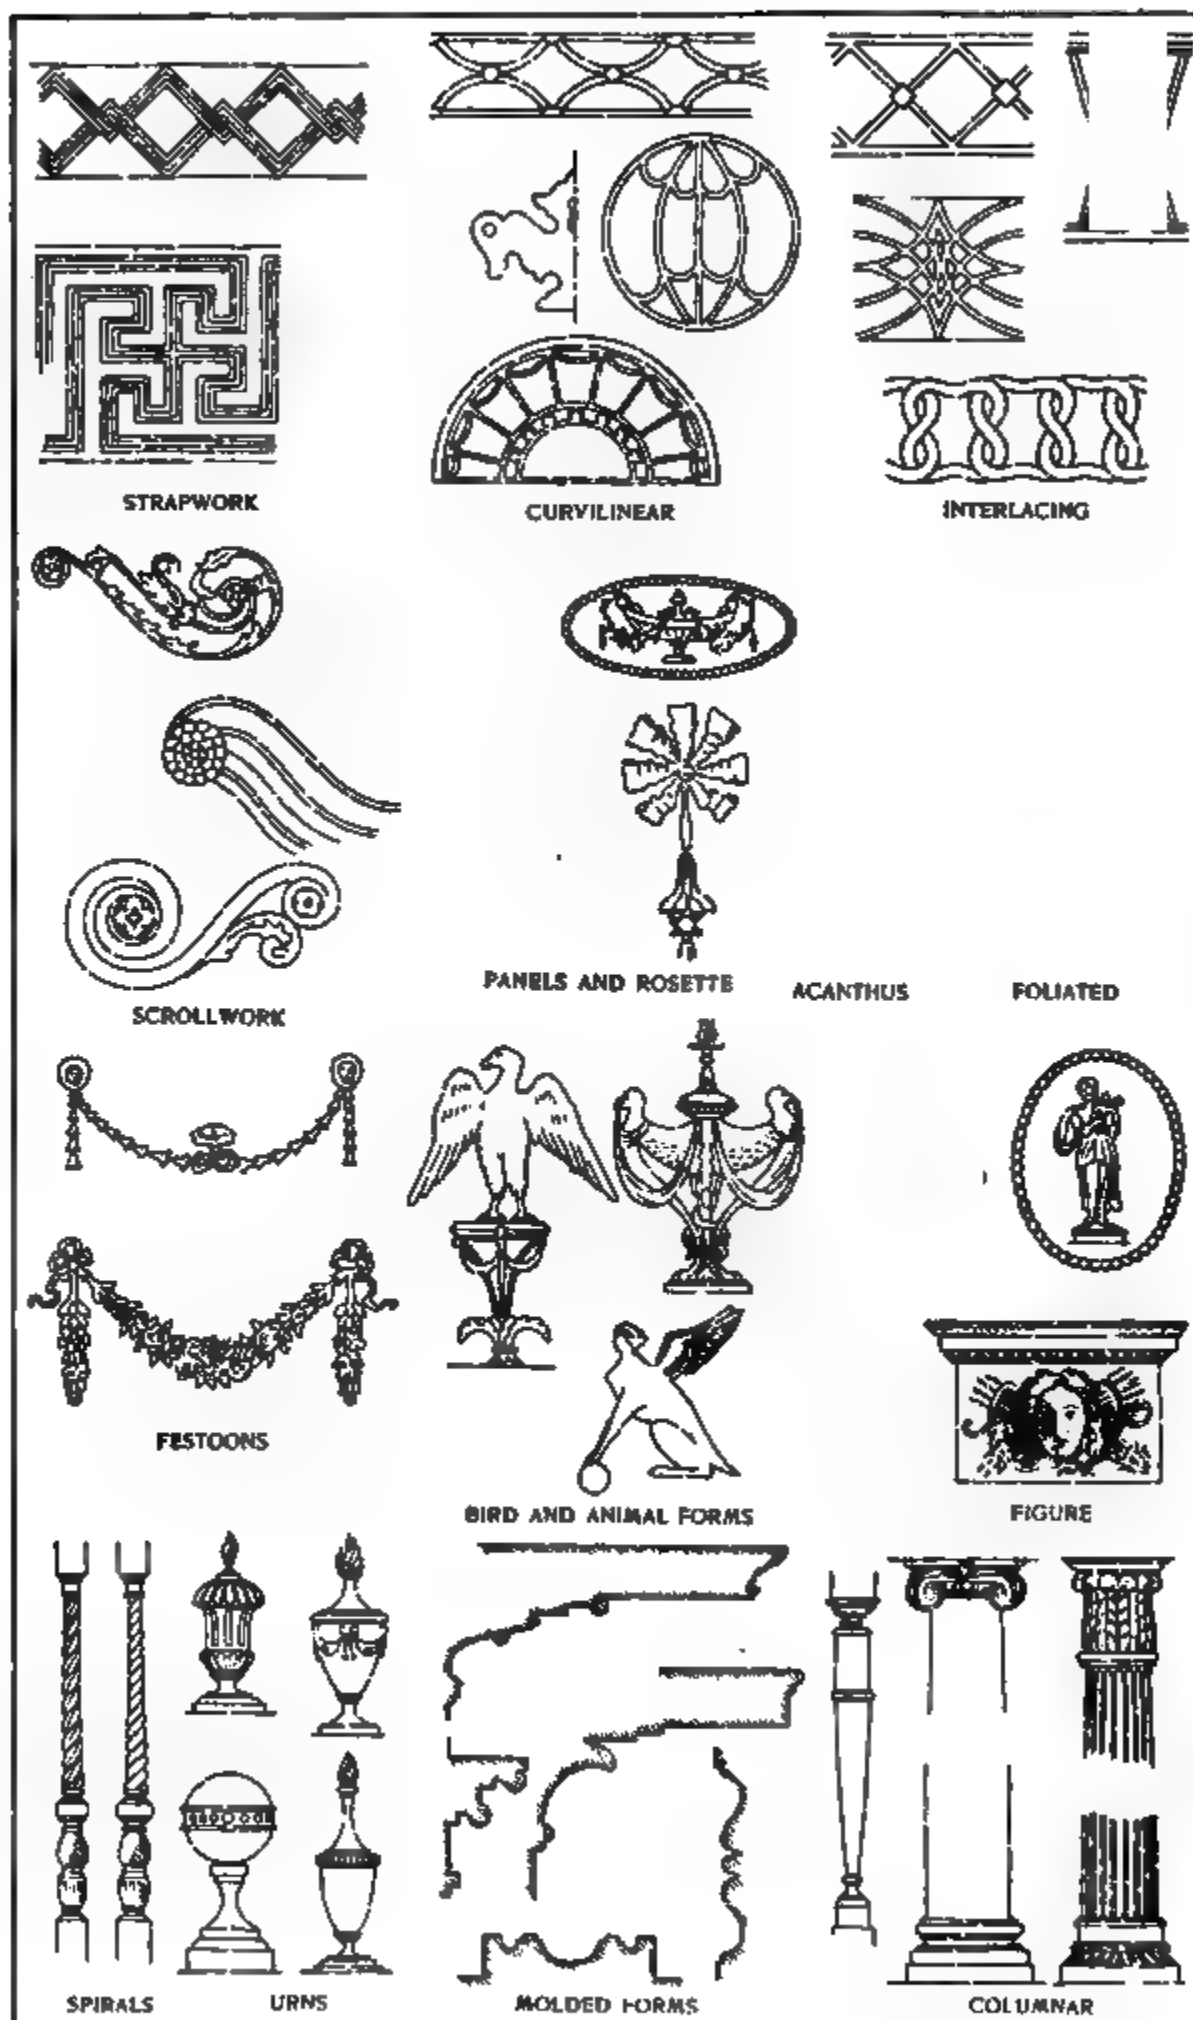 STRAPWORK
CURVILINEAR
INTERLACING
SCROLLWORK
PANELS AND ROSETTE
ACANTHUS
FOLIATED
FESTOONS
BIRD AND ANIMAL FORMS
FIGURE
SPIRALS
URNS
MOLDED FORMS
COLUMNAR